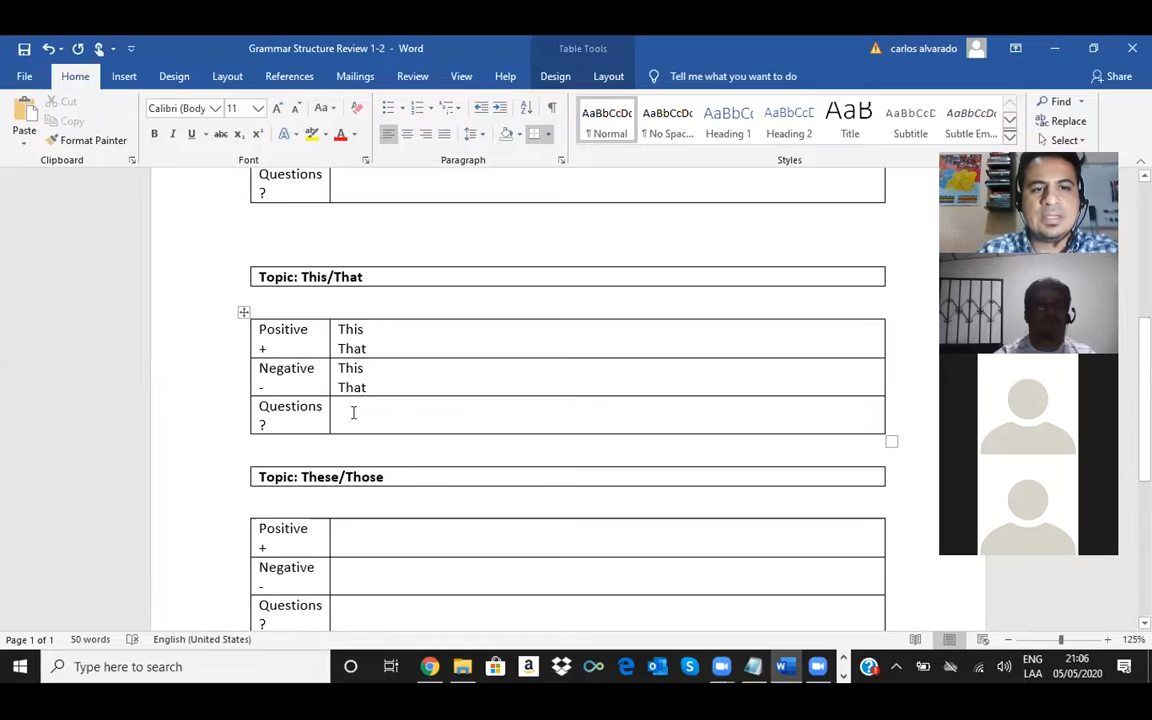 Grammar Structure Review 1-2 - Word
Table Tools
carlos alvarado
File Home Insert Design Layout References Mailings Review View Help Design Layout Tell me what you want to do Share
Paste
Cut
Copy
Format Painter
Clipboard
Calibri (Body 11
Font
Paragraph
AaBbCcDc AaBbCcDc AaBbCcD AaBbCcD AaB AaBbCcD AaBbCcDc
¶ Normal ¶ No Spac... Heading 1 Heading 2 Title Subtitle Subtle Em...
Styles
Find
Replace
Select
Questions
?
Topic: This/That
Positive This
+ That
Negative This
- That
Questions
?
Topic: These/Those
Positive
+
Negative
-
Questions
?
Page 1 of 1 50 words English (United States) 125%
Type here to search
ENG 21:06
LAA 05/05/2020